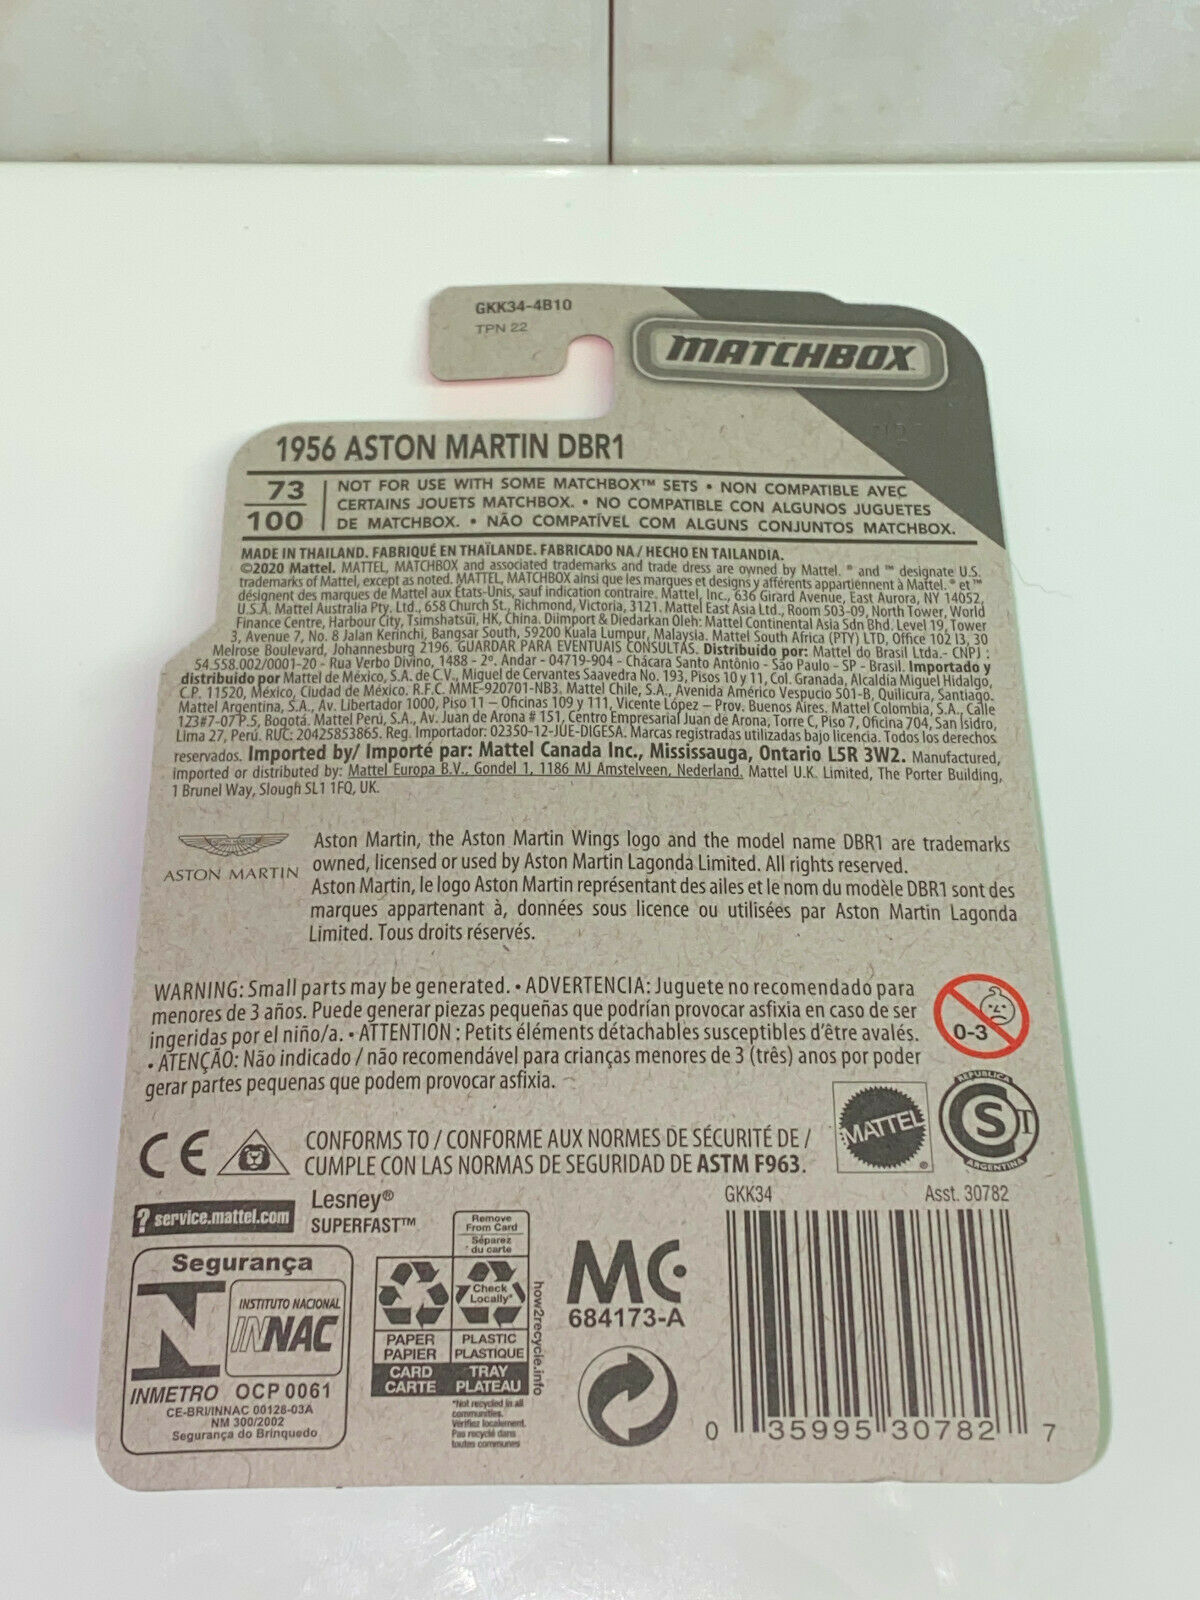 GKK34-4B10
TPN 22
MATCHBOX
1956 ASTON MARTIN DBR1
73
100
NOT FOR USE WITH SOME MATCHBOX™ SETS • NON COMPATIBLE AVEC
CERTAINS JOUETS MATCHBOX. • NO COMPATIBLE CON ALGUNOS JUGUETES
DE MATCHBOX. • NÃO COMPATÍVEL COM ALGUNS CONJUNTOS MATCHBOX.
MADE IN THAILAND. FABRIQUÉ EN THAÏLANDE. FABRICADO NA / HECHO EN TAILANDIA.
©2020 Mattel. MATTEL, MATCHBOX and associated trademarks and trade dress are owned by Mattel. ® and ™ designate U.S.
trademarks of Mattel, except as noted. MATTEL, MATCHBOX ainsi que les marques et designs y afférents appartiennent à Mattel. ® et ™
désignent des marques de Mattel aux États-Unis, sauf indication contraire. Mattel, Inc., 636 Girard Avenue, East Aurora, NY 14052,
U.S.A. Mattel Australia Pty. Ltd., 658 Church St., Richmond, Victoria, 3121. Mattel East Asia Ltd., Room 503-09, North Tower, World
Finance Centre, Harbour City, Tsimshatsui, HK, China. Diimport & Diedarkan Oleh: Mattel Continental Asia Sdn Bhd. Level 19, Tower
3, Avenue 7, No. 8 Jalan Kerinchi, Bangsar South, 59200 Kuala Lumpur, Malaysia. Mattel South Africa (PTY) LTD, Office 102 I3, 30
Melrose Boulevard, Johannesburg 2196. GUARDAR PARA EVENTUAIS CONSULTAS. Distribuido por: Mattel do Brasil Ltda.- CNPJ :
54.558.002/0001-20 - Rua Verbo Divino, 1488 - 2º. Andar - 04719-904 - Chácara Santo Antônio - São Paulo - SP - Brasil. Importado y
distribuido por Mattel de México, S.A. de C.V., Miguel de Cervantes Saavedra No. 193, Pisos 10 y 11, Col. Granada, Alcaldía Miguel Hidalgo,
C.P. 11520, México, Ciudad de México. R.F.C. MME-920701-NB3. Mattel Chile, S.A., Avenida Américo Vespucio 501-B, Quilicura, Santiago.
Mattel Argentina, S.A., Av. Libertador 1000, Piso 11 – Oficinas 109 y 111, Vicente López – Prov. Buenos Aires. Mattel Colombia, S.A., Calle
123#7-07 P.5, Bogotá. Mattel Perú, S.A., Av. Juan de Arona # 151, Centro Empresarial Juan de Arona, Torre C, Piso 7, Oficina 704, San Isidro,
Lima 27, Perú. RUC: 20425853865. Reg. Importador: 02350-12-JUE-DIGESA. Marcas registradas utilizadas bajo licencia. Todos los derechos
reservados. Imported by/ Importé par: Mattel Canada Inc., Mississauga, Ontario L5R 3W2. Manufactured,
imported or distributed by: Mattel Europa B.V., Gondel 1, 1186 MJ Amstelveen, Nederland. Mattel U.K. Limited, The Porter Building,
1 Brunel Way, Slough SL1 1FQ, UK.
ASTON MARTIN
Aston Martin, the Aston Martin Wings logo and the model name DBR1 are trademarks
owned, licensed or used by Aston Martin Lagonda Limited. All rights reserved.
Aston Martin, le logo Aston Martin représentant des ailes et le nom du modèle DBR1 sont des
marques appartenant à, données sous licence ou utilisées par Aston Martin Lagonda
Limited. Tous droits réservés.
WARNING: Small parts may be generated. • ADVERTENCIA: Juguete no recomendado para
menores de 3 años. Puede generar piezas pequeñas que podrían provocar asfixia en caso de ser
ingeridas por el niño/a. • ATTENTION : Petits éléments détachables susceptibles d'être avalés.
• ATENÇÃO: Não indicado / não recomendável para crianças menores de 3 (três) anos por poder
gerar partes pequenas que podem provocar asfixia.
0-3
CE
CONFORMS TO / CONFORME AUX NORMES DE SÉCURITÉ DE /
CUMPLE CON LAS NORMAS DE SEGURIDAD DE ASTM F963.
MATTEL®
REPUBLICA
S T
ARGENTINA
? service.mattel.com
Lesney®
SUPERFAST™
GKK34
Asst. 30782
Segurança
INSTITUTO NACIONAL
INNAC
INMETRO OCP 0061
CE-BRI/INNAC 00128-03A
NM 300/2002
Segurança do Brinquedo
Remove
From Card
Séparez
du carte
Check
Locally*
PAPER
PAPIER
PLASTIC
PLASTIQUE
CARD
CARTE
TRAY
PLATEAU
*Not recycled in all
communities.
Vérifiez localement.
Pas recyclé dans
toutes communes
how2recycle.info
MC
684173-A
0 35995 30782 7